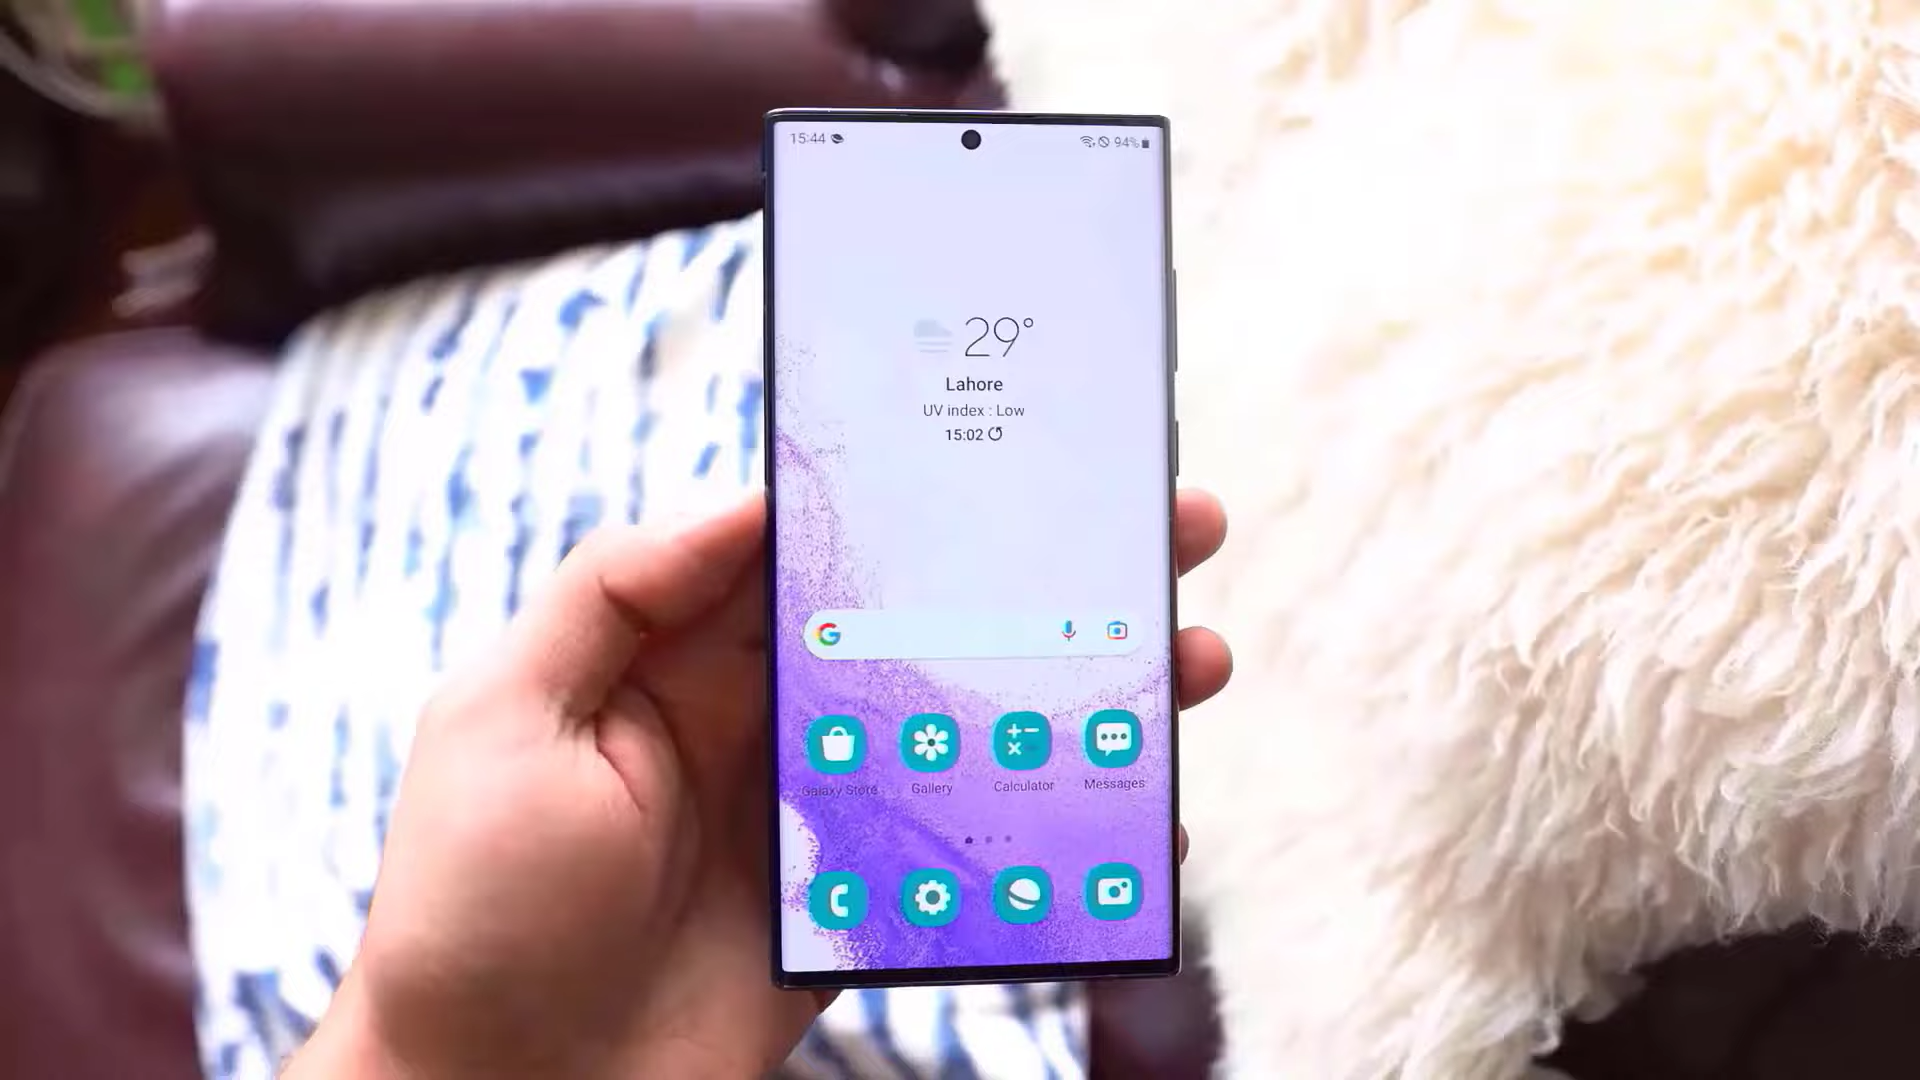 15:44
94%
29°
Lahore
UV index : Low
15:02
G
Galaxy Store Gallery Calculator Messages